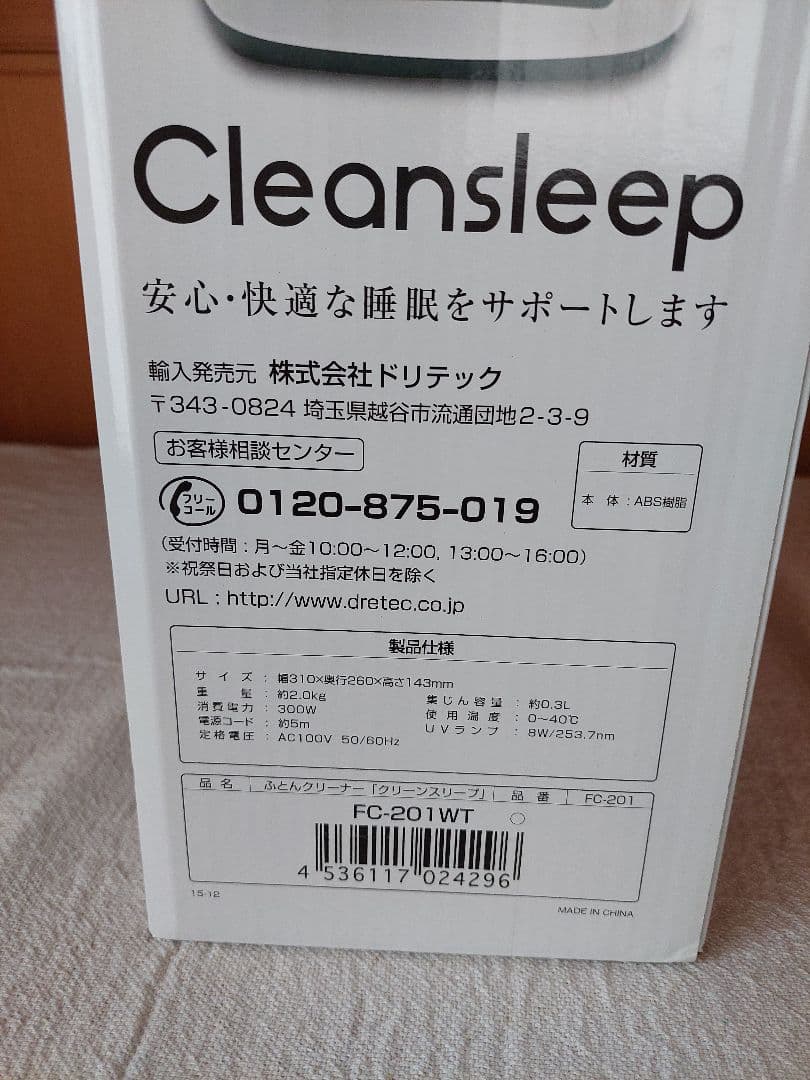 Cleansleep
安心・快適な睡眠をサポートします
輸入発売元 株式会社ドリテック
〒343-0824 埼玉県越谷市流通団地2-3-9
お客様相談センター
フリーコール 0120-875-019
(受付時間:月〜金10:00〜12:00, 13:00〜16:00)
※祝祭日および当社指定休日を除く
URL : http://www.dretec.co.jp
材質
本 体 : ABS樹脂
製品仕様
サ イ ズ : 幅310×奥行260×高さ143mm
重 量 : 約2.0kg
消費電力 : 300W
電源コード : 約5m
定格電圧 : AC100V 50/60Hz
集じん容量 : 約0.3L
使用温度 : 0〜40℃
UVランプ : 8W/253.7nm
品 名 ふとんクリーナー「クリーンスリープ」 品 番 FC-201
FC-201WT ○
4 536117 024296
15-12
MADE IN CHINA